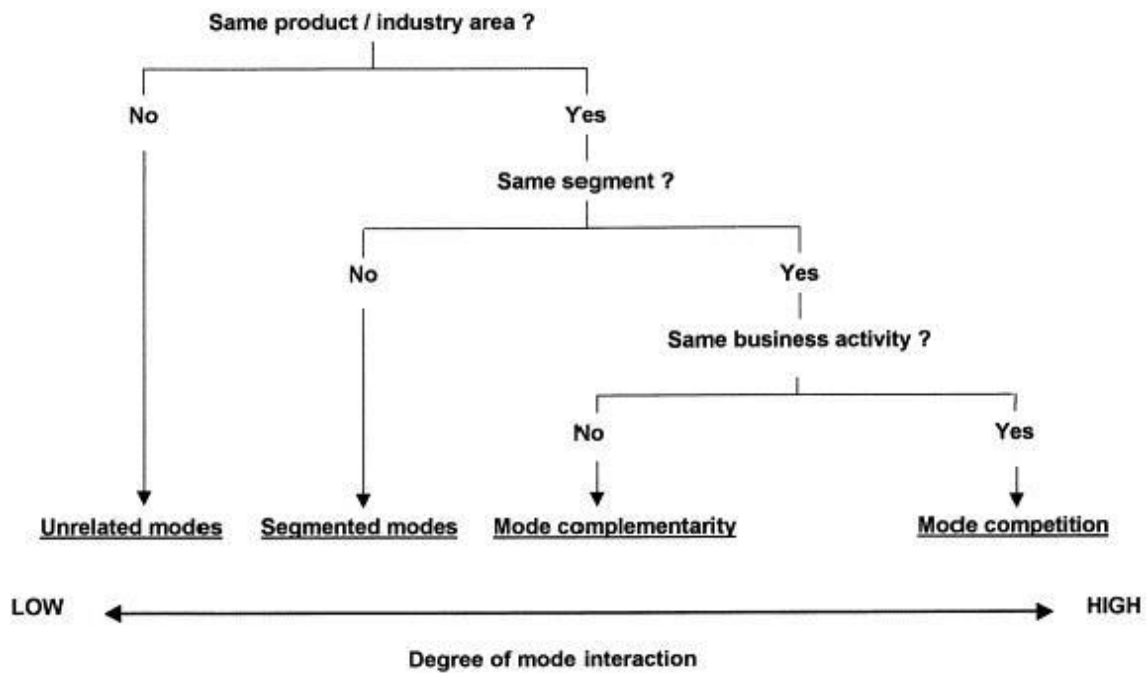 Same product / industry area ?
No
Yes
Same segment ?
No
Yes
Same business activity ?
No
Yes
Unrelated modes
Segmented modes
Mode complementarity
Mode competition
LOW
HIGH
Degree of mode interaction